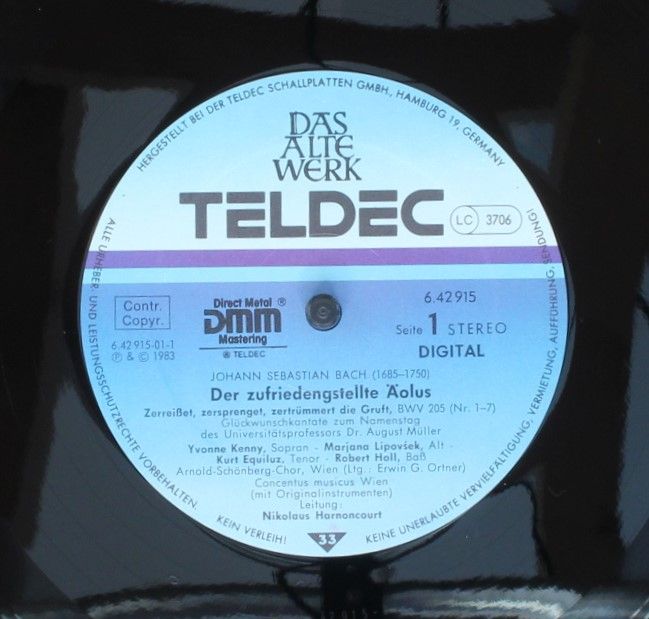 HERGESTELLT BEI DER TELDEC SCHALLPLATTEN GMBH., HAMBURG 19, GERMANY
DAS
ALTE
WERK
TELDEC
LC 3706
Contr.
Copyr.
6.42915-01-1
℗ & © 1983
Direct Metal ®
DMM
Mastering
® TELDEC
6.42915
Seite 1 STEREO
DIGITAL
JOHANN SEBASTIAN BACH (1685-1750)
Der zufriedengstellte Äolus
Zerreißet, zersprenget, zertrümmert die Gruft, BWV 205 (Nr. 1-7)
Glückwunschkantate zum Namenstag
des Universitätsprofessors Dr. August Müller
Yvonne Kenny, Sopran - Marjana Lipovšek, Alt -
Kurt Equiluz, Tenor - Robert Holl, Baß
Arnold-Schönberg-Chor, Wien (Ltg.: Erwin G. Ortner)
Concentus musicus Wien
(mit Originalinstrumenten)
Leitung:
Nikolaus Harnoncourt
33
ALLE URHEBER- UND LEISTUNGSSCHUTZRECHTE VORBEHALTEN
KEIN VERLEIH!
KEINE UNERLAUBTE VERVIELFÄLTIGUNG, VERMIETUNG, AUFFÜHRUNG, SENDUNG!